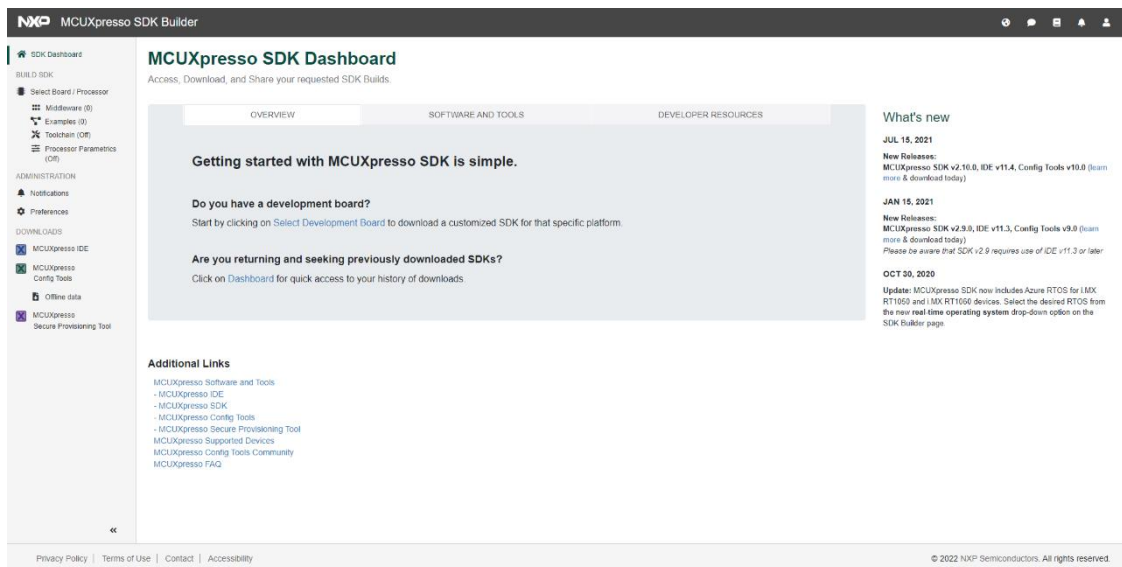 NXP MCUXpresso SDK Builder
SDK Dashboard
BUILD SDK
Select Board / Processor
Middleware (0)
Examples (0)
Toolchain (Off)
Processor Parameters
(Off)
ADMINISTRATION
Notifications
Preferences
DOWNLOADS
MCUXpresso IDE
MCUXpresso
Config Tools
Offline data
MCUXpresso
Secure Provisioning Tool
MCUXpresso SDK Dashboard
Access, Download, and Share your requested SDK Builds.
OVERVIEW
SOFTWARE AND TOOLS
DEVELOPER RESOURCES
Getting started with MCUXpresso SDK is simple.
Do you have a development board?
Start by clicking on Select Development Board to download a customized SDK for that specific platform.
Are you returning and seeking previously downloaded SDKs?
Click on Dashboard for quick access to your history of downloads.
Additional Links
MCUXpresso Software and Tools
- MCUXpresso IDE
- MCUXpresso SDK
- MCUXpresso Config Tools
- MCUXpresso Secure Provisioning Tool
MCUXpresso Supported Devices
MCUXpresso Config Tools Community
MCUXpresso FAQ
What's new
JUL 15, 2021
New Releases:
MCUXpresso SDK v2.10.0, IDE v11.4, Config Tools v10.0 (learn
more & download today)
JAN 15, 2021
New Releases:
MCUXpresso SDK v2.9.0, IDE v11.3, Config Tools v9.0 (learn
more & download today)
Please be aware that SDK v2.9 requires use of IDE v11.3 or later
OCT 30, 2020
Update: MCUXpresso SDK now includes Azure RTOS for i.MX
RT1050 and i.MX RT1060 devices. Select the desired RTOS from
the new real-time operating system drop-down option on the
SDK Builder page.
Privacy Policy | Terms of Use | Contact | Accessibility
© 2022 NXP Semiconductors. All rights reserved.